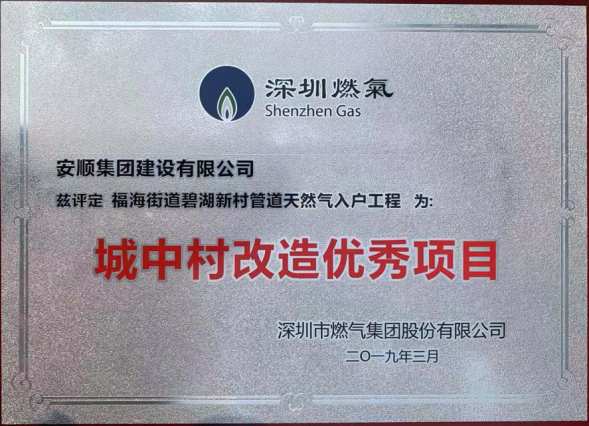 深圳燃氣
Shenzhen Gas
安顺集团建设有限公司
兹评定 福海街道碧湖新村管道天然气入户工程 为:
城中村改造优秀项目
深圳市燃气集团股份有限公司
二〇一九年三月